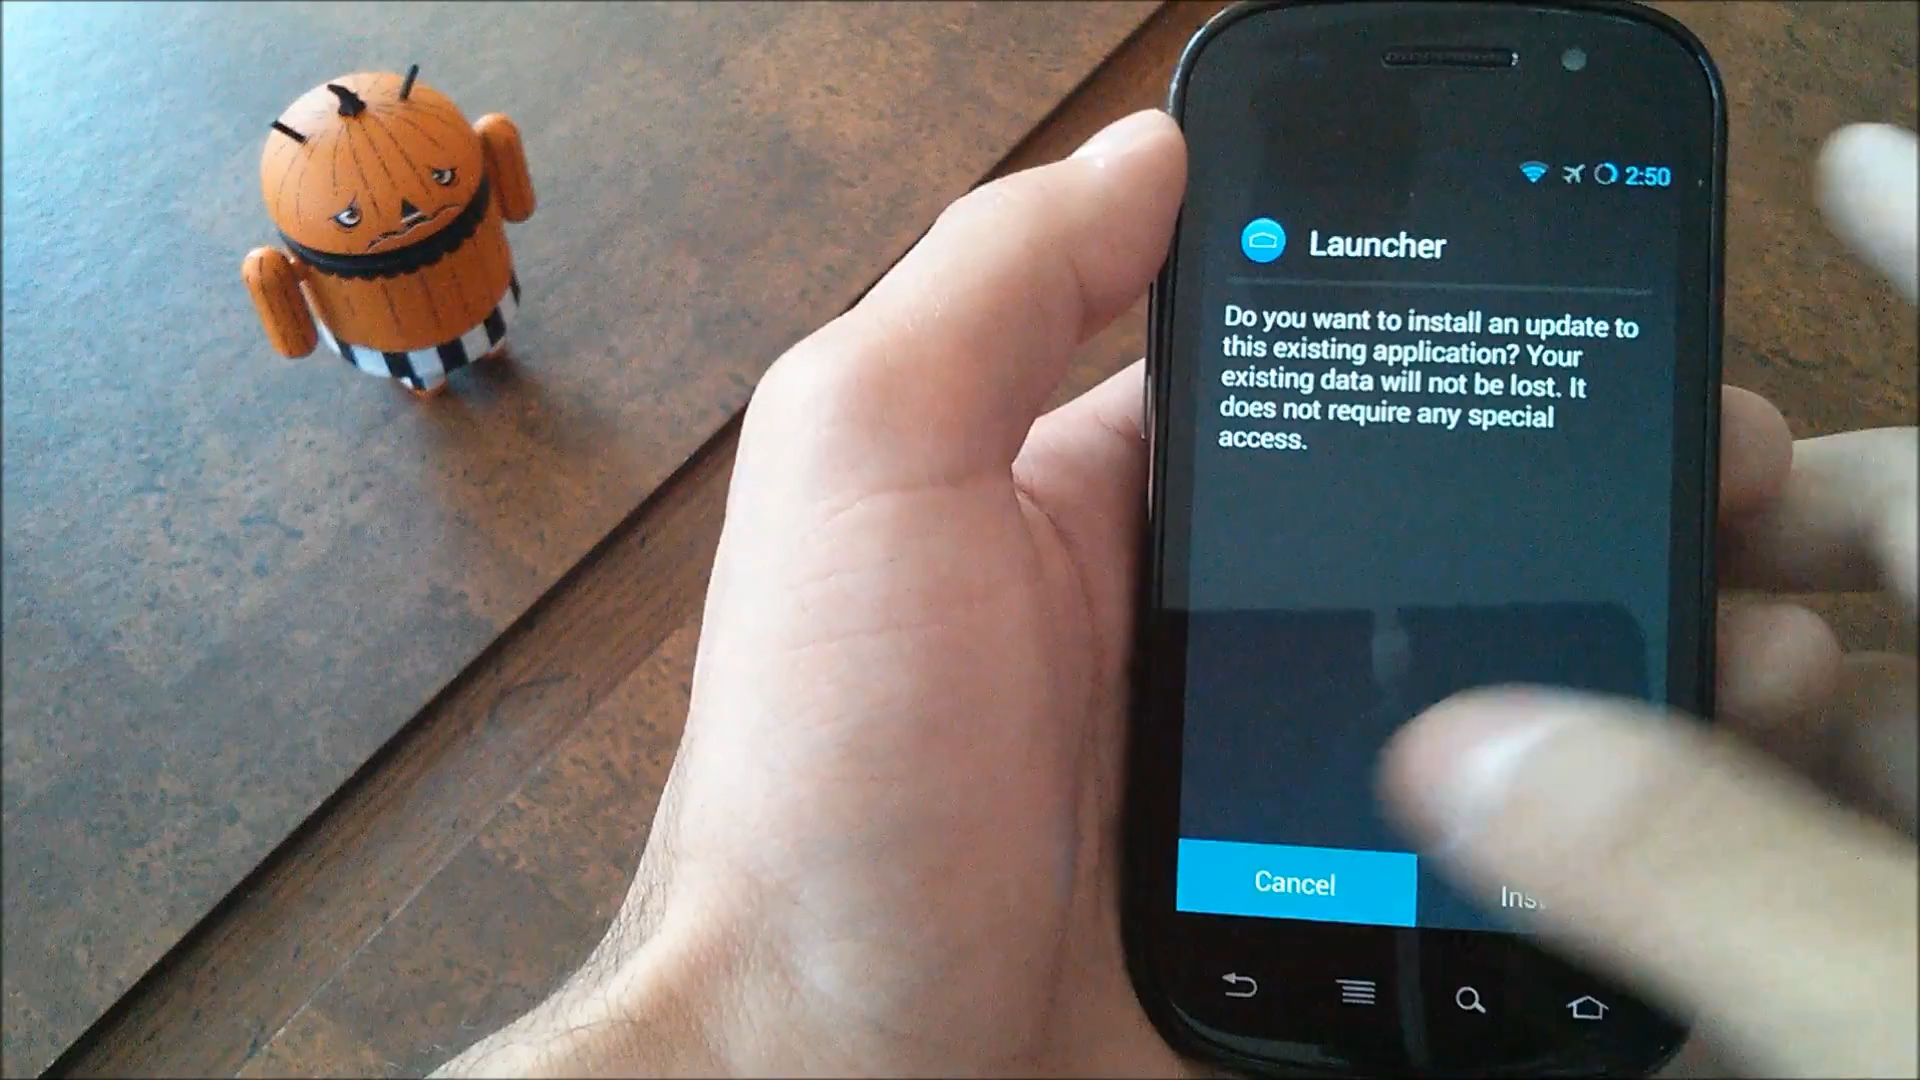 2:50
Launcher
Do you want to install an update to
this existing application? Your
existing data will not be lost. It
does not require any special
access.
Cancel